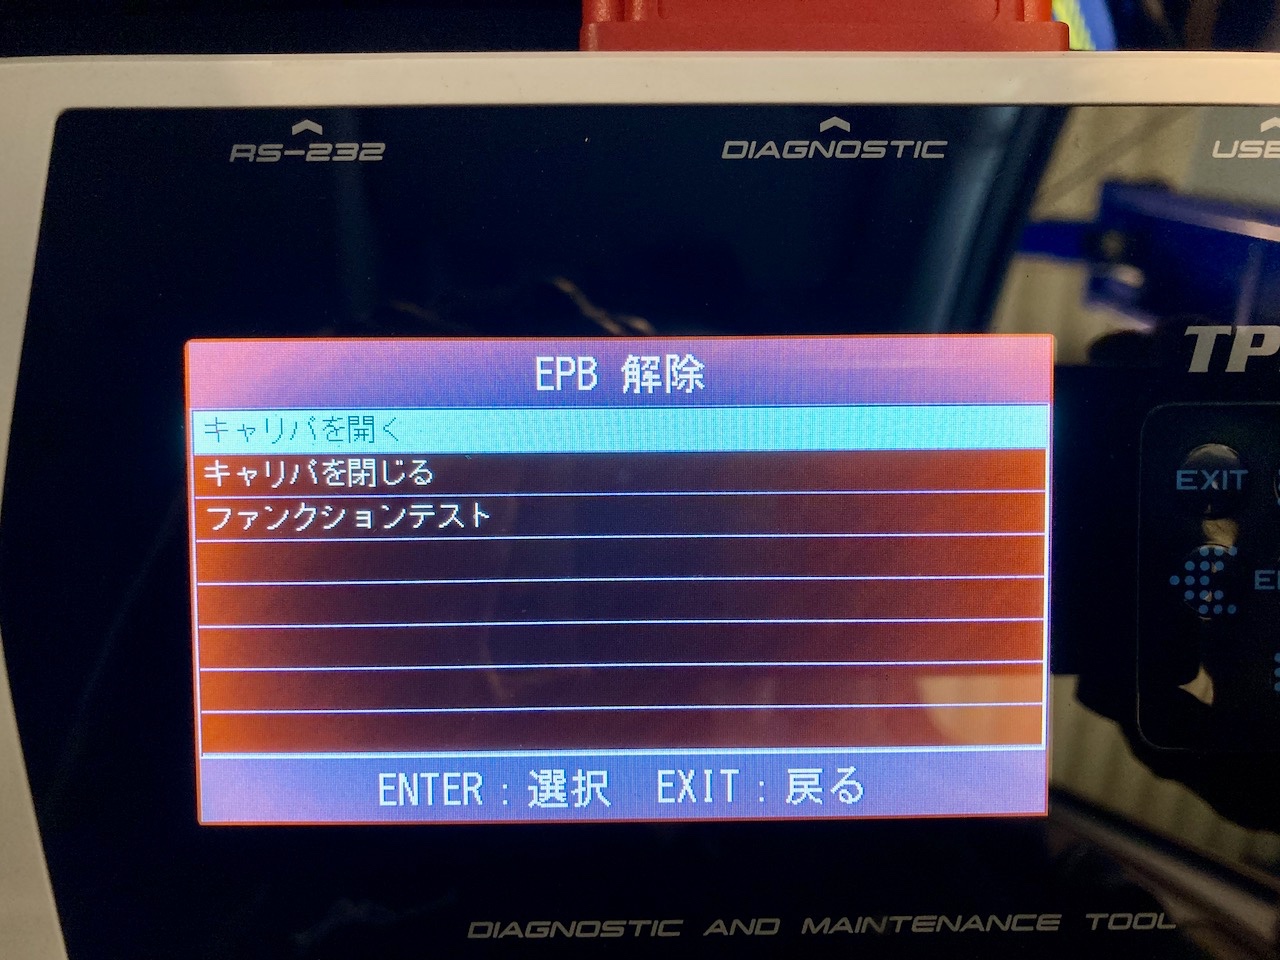 RS-232
DIAGNOSTIC
EPB 解除
キャリパを開く
キャリパを閉じる
ファンクションテスト
EXIT
ENTER : 選択 EXIT : 戻る
DIAGNOSTIC AND MAINTENANCE TOOL